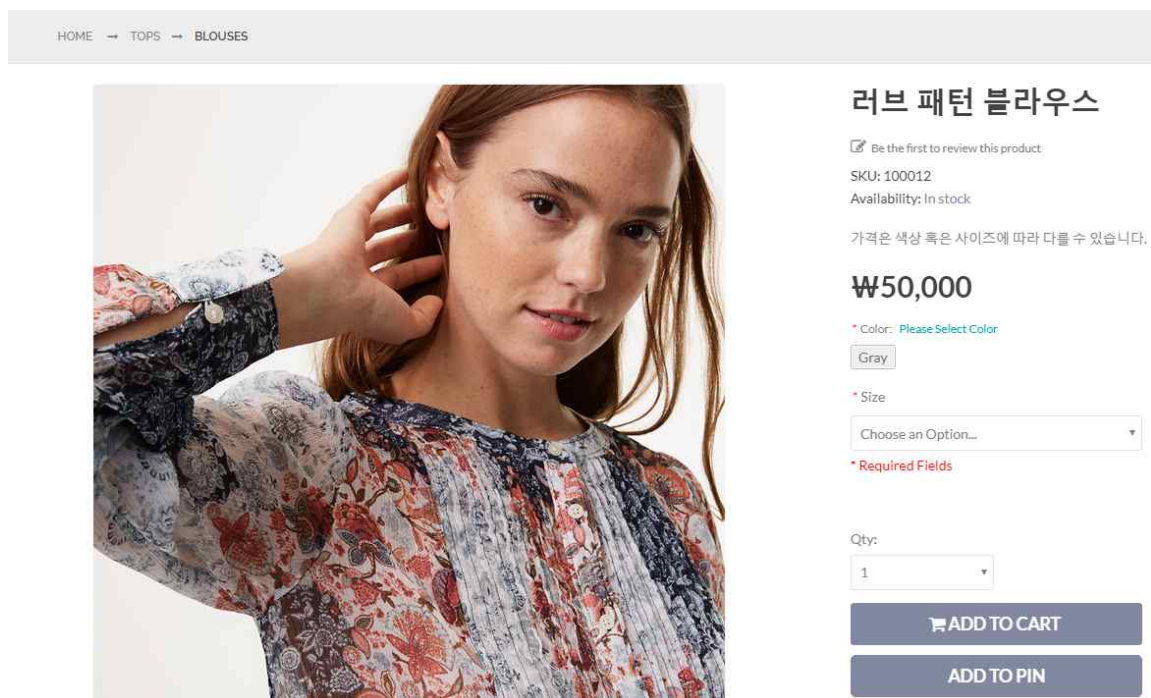 HOME → TOPS → BLOUSES
러브 패턴 블라우스
Be the first to review this product
SKU: 100012
Availability: In stock
가격은 색상 혹은 사이즈에 따라 다를 수 있습니다.
₩50,000
* Color: Please Select Color
Gray
* Size
Choose an Option...
* Required Fields
Qty:
1
ADD TO CART
ADD TO PIN